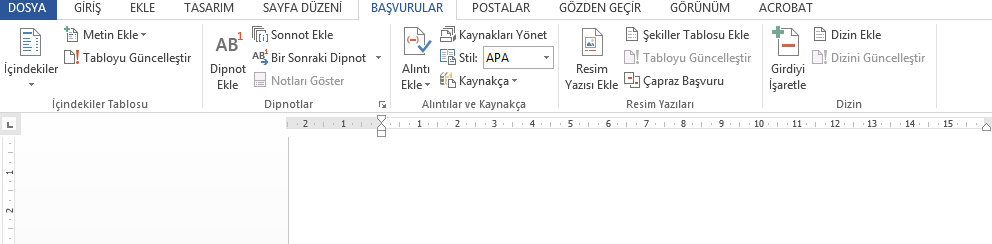 DOSYA GİRİŞ EKLE TASARIM SAYFA DÜZENİ BAŞVURULAR POSTALAR GÖZDEN GEÇİR GÖRÜNÜM ACROBAT
İçindekiler
Metin Ekle
Tabloyu Güncelleştir
İçindekiler Tablosu
AB1
Dipnot
Ekle
Sonnot Ekle
AB1 Bir Sonraki Dipnot
Notları Göster
Dipnotlar
Alıntı
Ekle
Kaynakları Yönet
Stil: APA
Kaynakça
Alıntılar ve Kaynakça
Resim
Yazısı Ekle
Şekiller Tablosu Ekle
Tabloyu Güncelleştir
Çapraz Başvuru
Resim Yazıları
Girdiyi
İşaretle
Dizin Ekle
Dizini Güncelleştir
Dizin
2 1 1 2 3 4 5 6 7 8 9 10 11 12 13 14 15
1
2